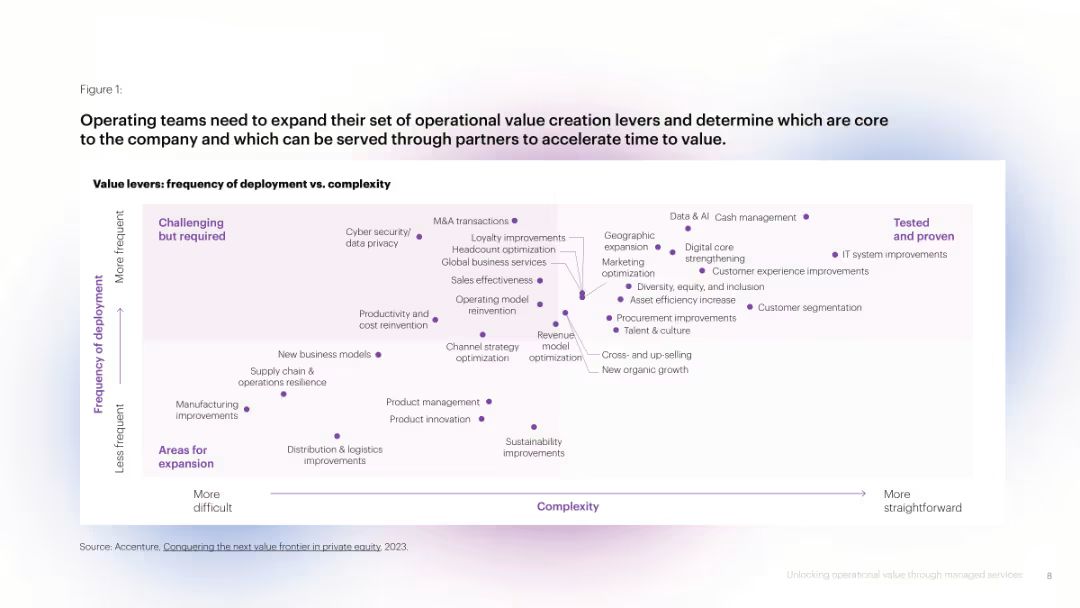 Figure 1:
Operating teams need to expand their set of operational value creation levers and determine which are core
to the company and which can be served through partners to accelerate time to value.
Value levers: frequency of deployment vs. complexity
Frequency of deployment
More frequent
Less frequent
Challenging
but required
Tested
and proven
Areas for
expansion
M&A transactions
Cyber security/
data privacy
Loyalty improvements
Headcount optimization
Global business services
Sales effectiveness
Operating model
reinvention
Productivity and
cost reinvention
Channel strategy
optimization
Revenue
model
optimization
Data & AI
Cash management
Geographic
expansion
Digital core
strengthening
IT system improvements
Marketing
optimization
Customer experience improvements
Diversity, equity, and inclusion
Asset efficiency increase
Customer segmentation
Procurement improvements
Talent & culture
Cross- and up-selling
New organic growth
New business models
Supply chain &
operations resilience
Manufacturing
improvements
Product management
Product innovation
Distribution & logistics
improvements
Sustainability
improvements
More
difficult
Complexity
More
straightforward
Source: Accenture, Conquering the next value frontier in private equity, 2023.
Unlocking operational value through managed services
8